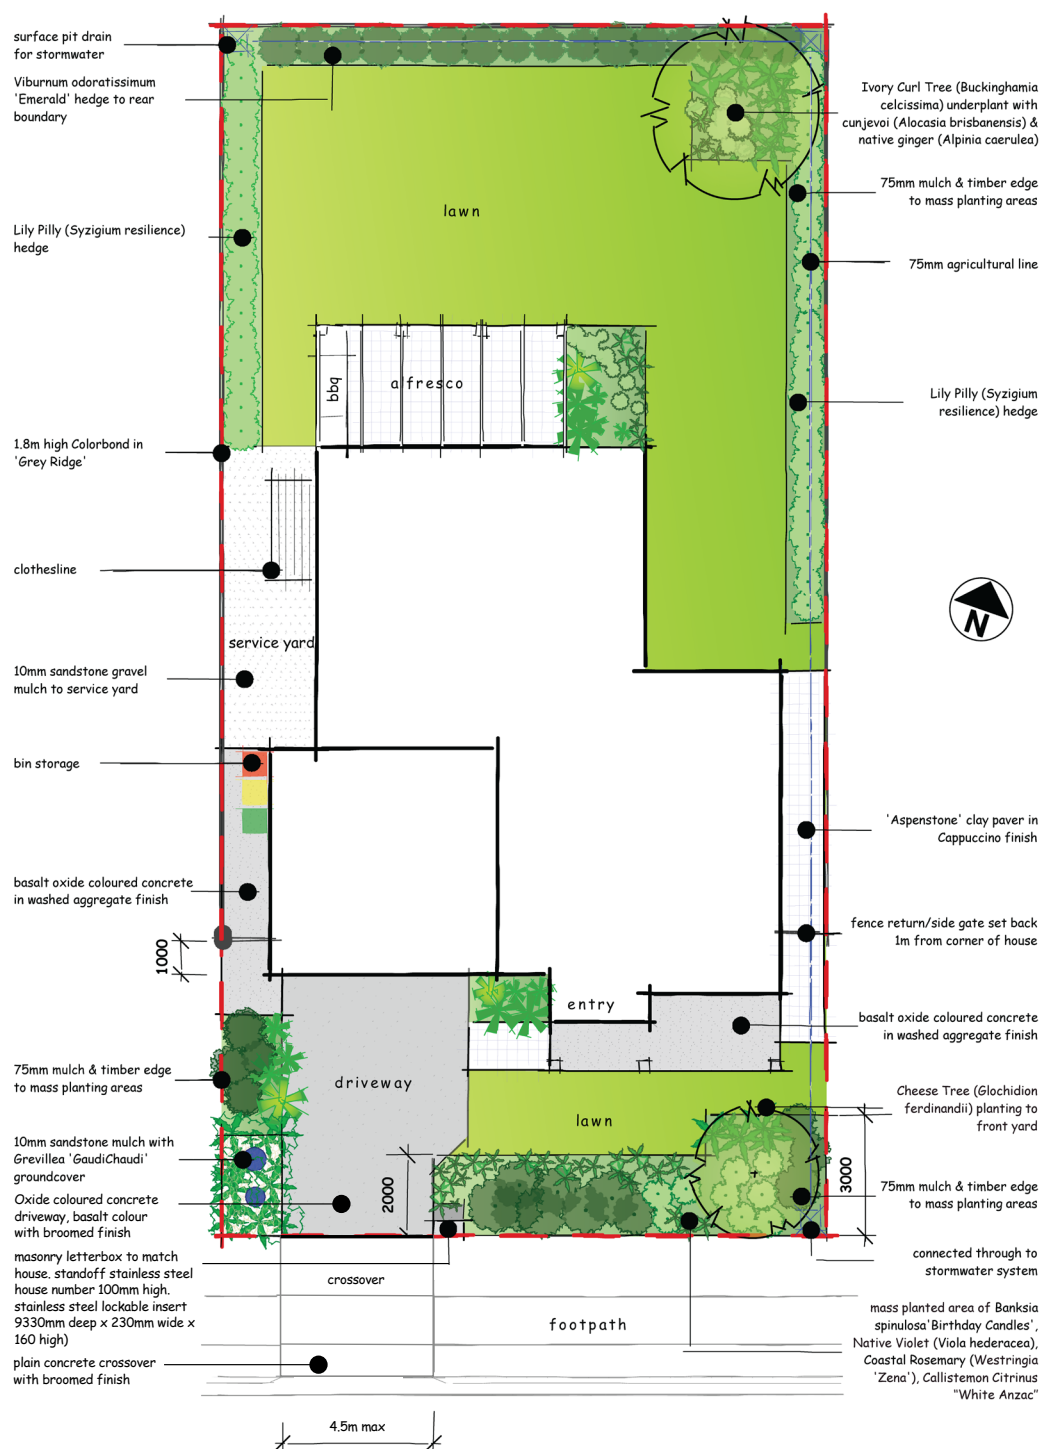 surface pit drain
for stormwater
Viburnum odoratissimum
'Emerald' hedge to rear
boundary
Lily Pilly (Syzigium resilience)
hedge
1.8m high Colorbond in
'Grey Ridge'
clothesline
10mm sandstone gravel
mulch to service yard
bin storage
basalt oxide coloured concrete
in washed aggregate finish
1000
75mm mulch & timber edge
to mass planting areas
10mm sandstone mulch with
Grevillea 'GaudiChaudi'
groundcover
Oxide coloured concrete
driveway, basalt colour
with broomed finish
masonry letterbox to match
house. standoff stainless steel
house number 100mm high.
stainless steel lockable insert
9330mm deep x 230mm wide x
160 high)
plain concrete crossover
with broomed finish
lawn
bbq
alfresco
service yard
entry
driveway
lawn
2000
3000
crossover
footpath
4.5m max
Ivory Curl Tree (Buckinghamia
celcissima) underplant with
cunjevoi (Alocasia brisbanensis) &
native ginger (Alpinia caerulea)
75mm mulch & timber edge
to mass planting areas
75mm agricultural line
Lily Pilly (Syzigium
resilience) hedge
N
'Aspenstone' clay paver in
Cappuccino finish
fence return/side gate set back
1m from corner of house
basalt oxide coloured concrete
in washed aggregate finish
Cheese Tree (Glochidion
ferdinandii) planting to
front yard
75mm mulch & timber edge
to mass planting areas
connected through to
stormwater system
mass planted area of Banksia
spinulosa'Birthday Candles',
Native Violet (Viola hederacea),
Coastal Rosemary (Westringia
'Zena'), Callistemon Citrinus
"White Anzac"